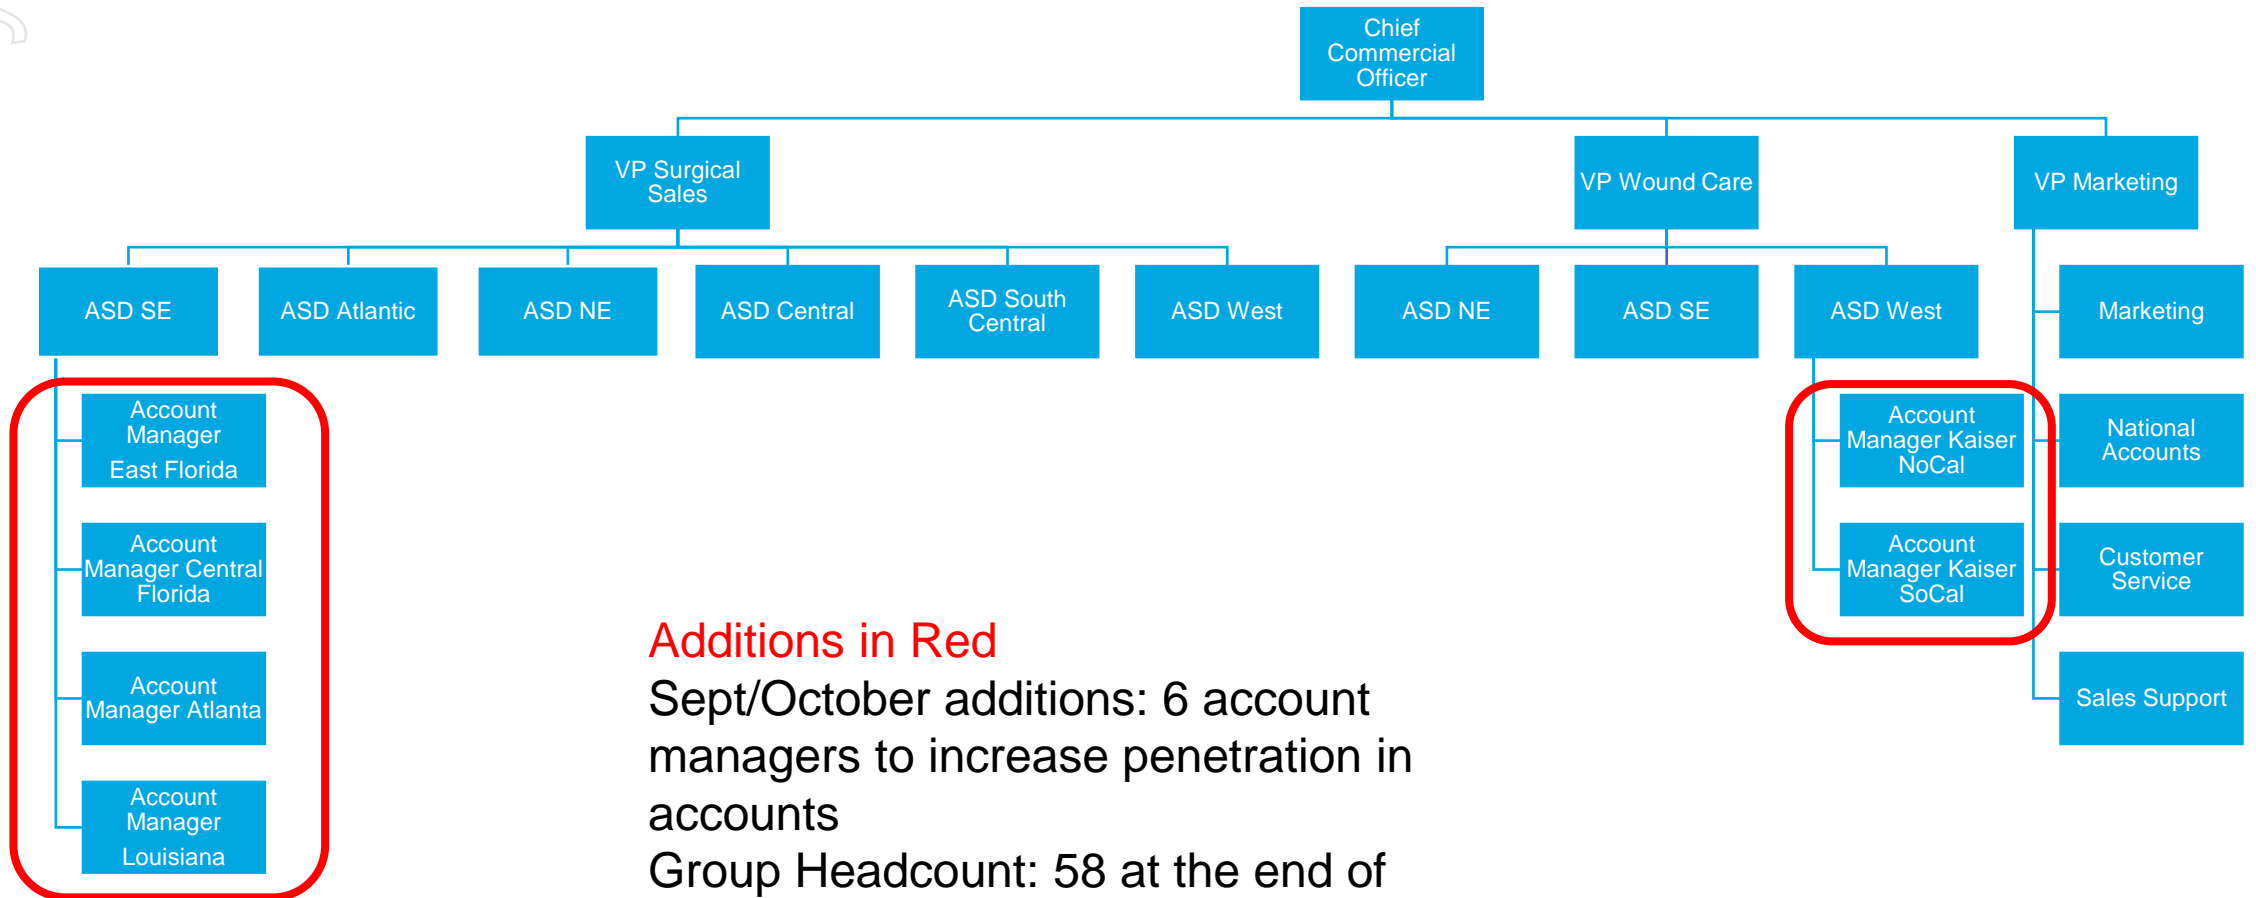 Chief
Commercial
Officer
VP Surgical
Sales
VP Wound Care
VP Marketing
ASD SE
ASD Atlantic
ASD NE
ASD Central
ASD South
Central
ASD West
ASD NE
ASD SE
ASD West
Marketing
Account
Manager
East Florida
Account
Manager Kaiser
NoCal
National
Accounts
Account
Manager Central
Florida
Account
Manager Kaiser
SoCal
Customer
Service
Account
Manager Atlanta
Sales Support
Account
Manager
Louisiana
Additions in Red
Sept/October additions: 6 account
managers to increase penetration in
accounts
Group Headcount: 58 at the end of